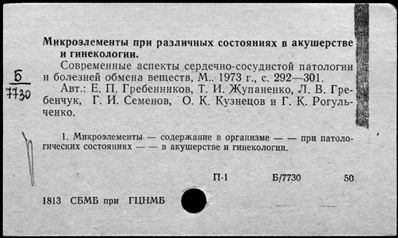 Микроэлементы при различных состояниях в акушерстве
и гинекологии.
Современные аспекты сердечно-сосудистой патологии
и болезней обмена веществ, М.. 1973 г., с. 292—301.
Б
7730
Авт.: Е. П. Гребенников, Т. И. Жупаненко, Л. В. Гре-
бенчук, Г. И. Семенов, О. К. Кузнецов и Г. К. Рогуль-
ченко.
1. Микроэлементы — содержание в организме — — при патоло-
гических состояниях — — в акушерстве и гинекологии.
П-1 Б/7730 50
1813 СБМБ при ГЦНМБ